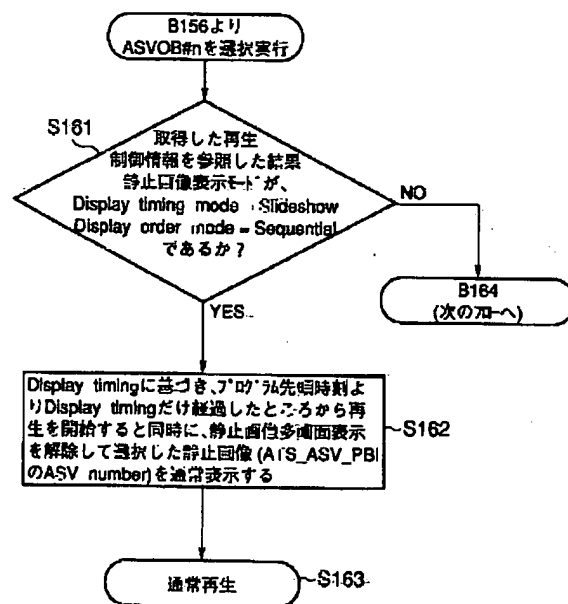 B156より
ASVOB#nを選択実行
S161
取得した再生
制御情報を参照した結果
静止画像表示モードが、
Display timing mode = Slideshow
Display order mode = Sequential
であるか？
NO
B164
(次のフローへ)
YES
Display timingに基づき、プログラム先頭時刻よ
りDisplay timingだけ経過したところから再
生を開始すると同時に、静止画像多画面表示
を解除して選択した静止画像(ATS_ASV_PBI
のASV number)を通常表示する
S162
通常再生
S163